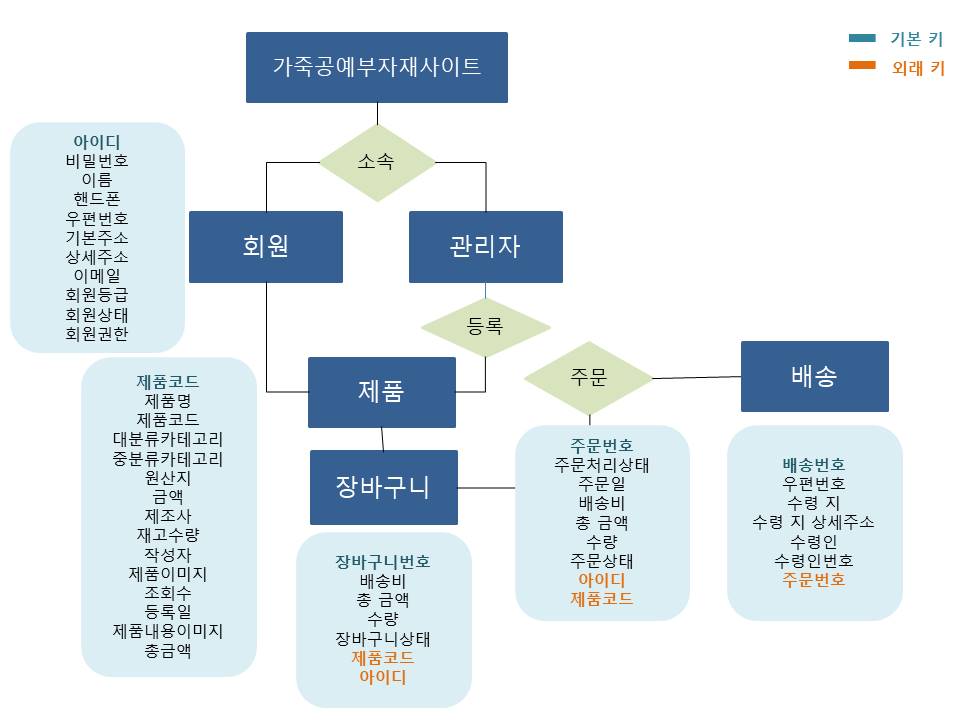 기본 키
외래 키
가죽공예부자재사이트
소속
회원
관리자
등록
제품
장바구니
주문
배송
아이디
비밀번호
이름
핸드폰
우편번호
기본주소
상세주소
이메일
회원등급
회원상태
회원권한
제품코드
제품명
제품코드
대분류카테고리
중분류카테고리
원산지
금액
제조사
재고수량
작성자
제품이미지
조회수
등록일
제품내용이미지
총금액
장바구니번호
배송비
총 금액
수량
장바구니상태
제품코드
아이디
주문번호
주문처리상태
주문일
배송비
총 금액
수량
주문상태
아이디
제품코드
배송번호
우편번호
수령 지
수령 지 상세주소
수령인
수령인번호
주문번호